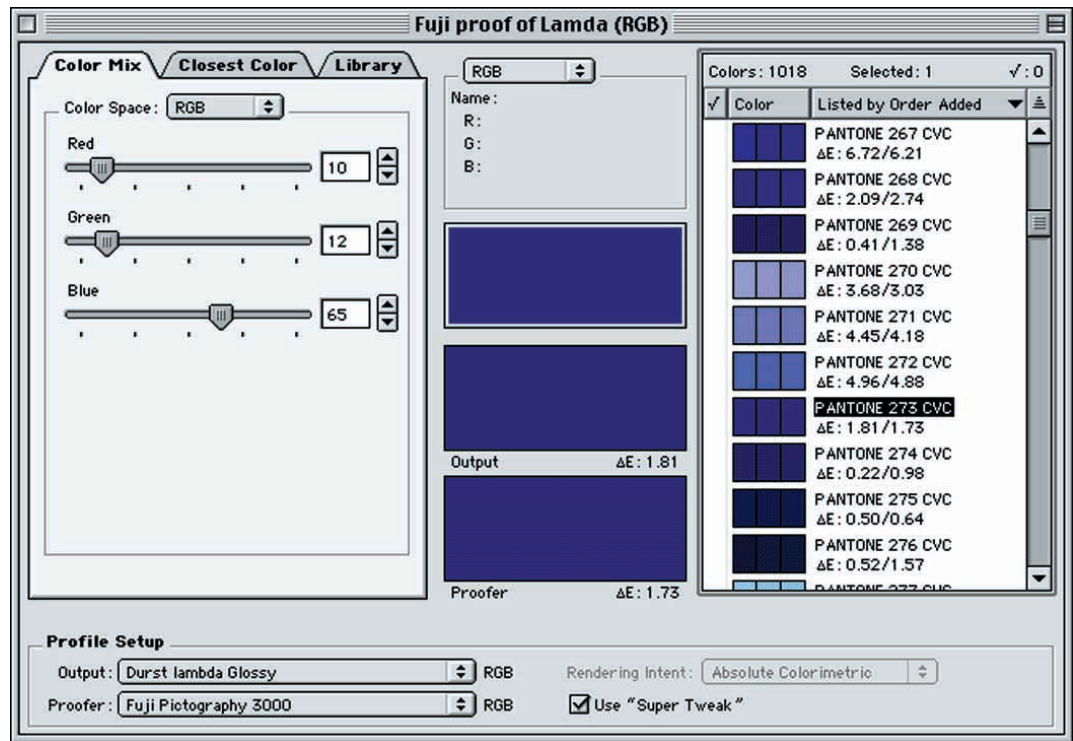 Fuji proof of Lamda (RGB)
Color Mix
Closest Color
Library
Color Space: RGB
Red
10
Green
12
Blue
65
RGB
Name:
R:
G:
B:
Output ΔE: 1.81
Proofer ΔE: 1.73
Colors: 1018 Selected: 1 √: 0
√ Color Listed by Order Added
PANTONE 267 CVC
ΔE: 6.72/6.21
PANTONE 268 CVC
ΔE: 2.09/2.74
PANTONE 269 CVC
ΔE: 0.41/1.38
PANTONE 270 CVC
ΔE: 3.68/3.03
PANTONE 271 CVC
ΔE: 4.45/4.18
PANTONE 272 CVC
ΔE: 4.96/4.88
PANTONE 273 CVC
ΔE: 1.81/1.73
PANTONE 274 CVC
ΔE: 0.22/0.98
PANTONE 275 CVC
ΔE: 0.50/0.64
PANTONE 276 CVC
ΔE: 0.52/1.57
PANTONE 277 CVC
Profile Setup
Output: Durst lambda Glossy RGB
Rendering Intent: Absolute Colorimetric
Proofer: Fuji Pictography 3000 RGB
Use "Super Tweak"